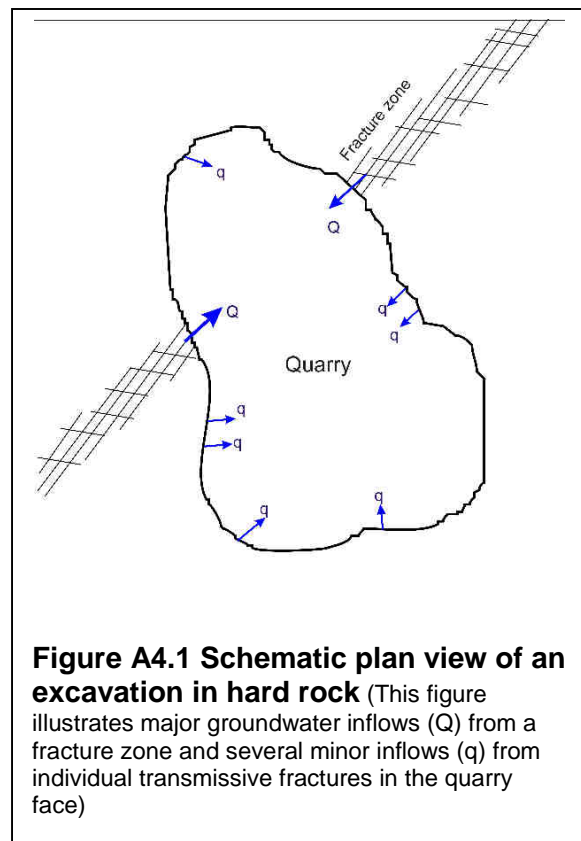 Fracture zone
q
Q
q
q
Q
Quarry
q
q
q
q
Figure A4.1 Schematic plan view of an
excavation in hard rock (This figure
illustrates major groundwater inflows (Q) from a
fracture zone and several minor inflows (q) from
individual transmissive fractures in the quarry
face)